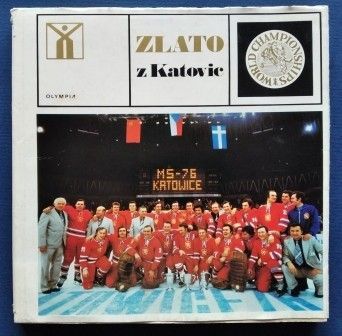 ZLATO
z Katovic
WORLD CHAMPIONSHIPS
OLYMPIA
MS-76
KATOWICE